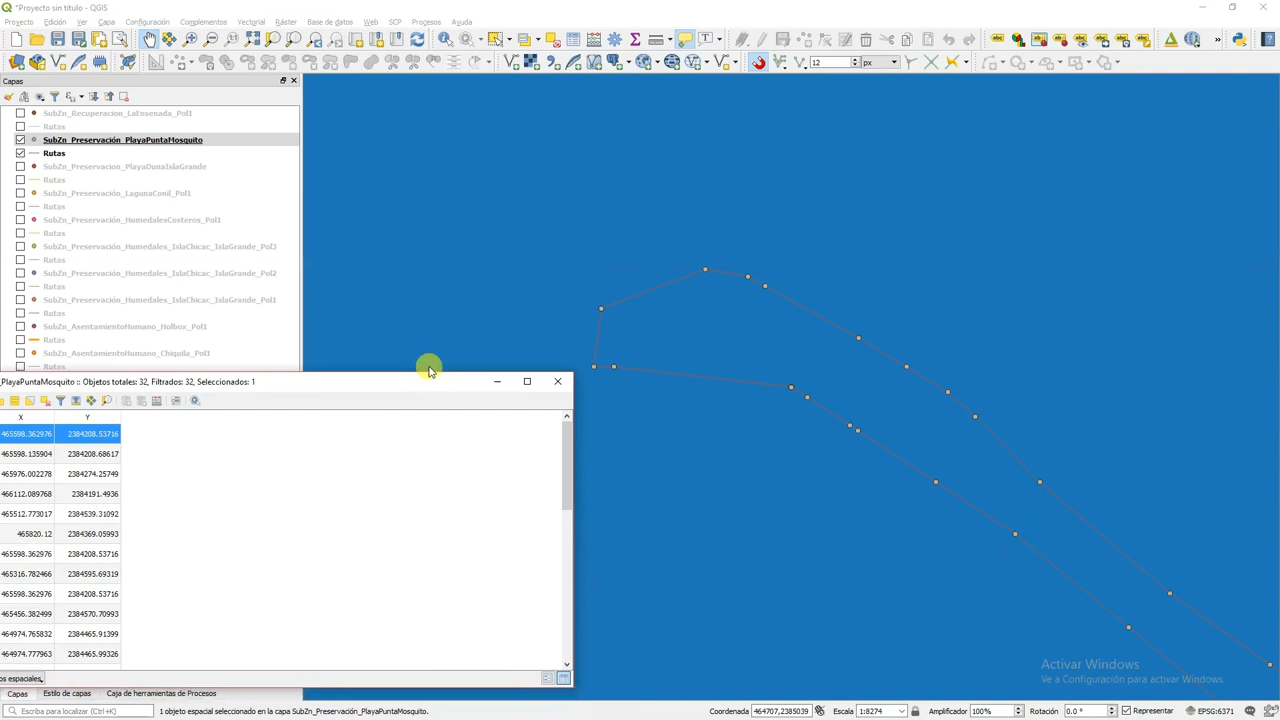 *Proyecto sin título - QGIS
Proyecto Edición Ver Capa Configuración Complementos Vectorial Ráster Base de datos Web SCP Procesos Ayuda
12 px
Capas
SubZn_Recuperacion_LaEnsenada_Pol1
Rutas
SubZn_Preservación_PlayaPuntaMosquito
Rutas
SubZn_Preservacion_PlayaDunaIslaGrande
Rutas
SubZn_Preservación_LagunaConil_Pol1
Rutas
SubZn_Preservación_HumedalesCosteros_Pol1
Rutas
SubZn_Preservación_Humedales_IslaChicac_IslaGrande_Pol3
Rutas
SubZn_Preservación_Humedales_IslaChicac_IslaGrande_Pol2
Rutas
SubZn_Preservación_Humedales_IslaChicac_IslaGrande_Pol1
Rutas
SubZn_AsentamientoHumano_Holbox_Pol1
Rutas
SubZn_AsentamientoHumano_Chiquila_Pol1
Rutas
_PlayaPuntaMosquito :: Objetos totales: 32, Filtrados: 32, Seleccionados: 1
X Y
465598.362976 2384208.53716
465598.135904 2384208.68617
465976.002278 2384274.25749
466112.089768 2384191.4936
465512.773017 2384539.31092
465820.12 2384369.05993
465598.362976 2384208.53716
465316.782466 2384595.69319
465598.362976 2384208.53716
465456.382499 2384570.70993
464974.765832 2384465.91399
464974.777963 2384465.99326
os espaciales
Capas Estilo de capas Caja de herramientas de Procesos
Activar Windows
Ve a Configuración para activar Windows.
Escriba para localizar (Ctrl+K) 1 objeto espacial seleccionado en la capa SubZn_Preservación_PlayaPuntaMosquito. Coordenada 464707,2385039 Escala 1:8274 Amplificador 100% Rotación 0.0 ° Representar EPSG:6371